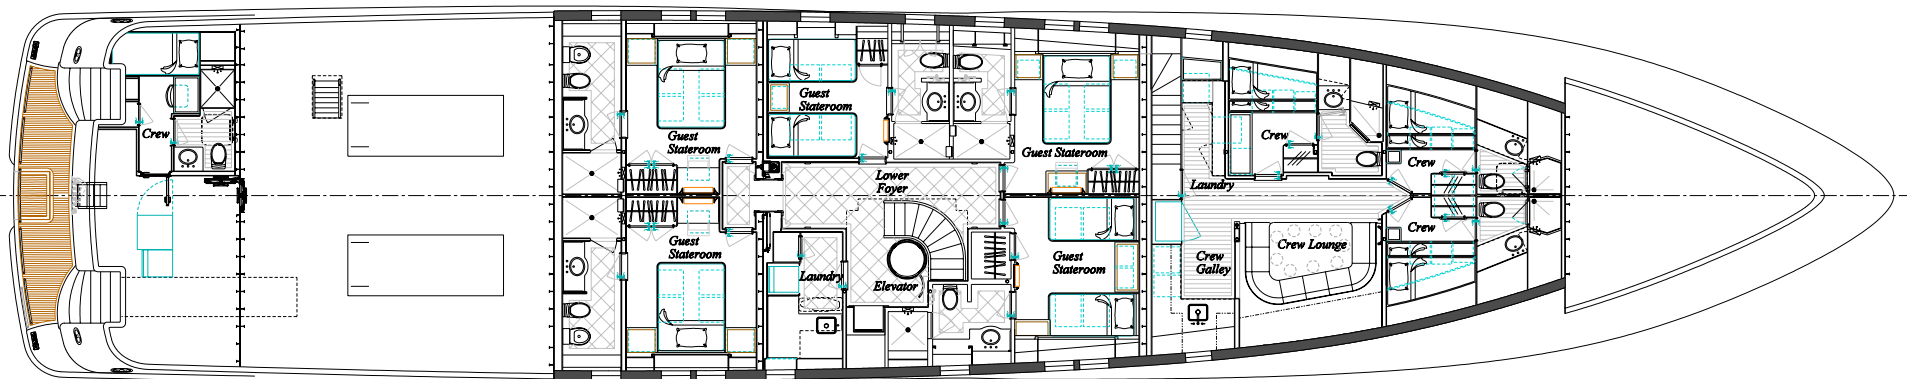 Crew
Guest
Stateroom
Guest
Stateroom
Guest
Stateroom
Lower
Foyer
Laundry
Elevator
Guest Stateroom
Guest
Stateroom
Laundry
Crew
Galley
Crew
Crew Lounge
Crew
Crew